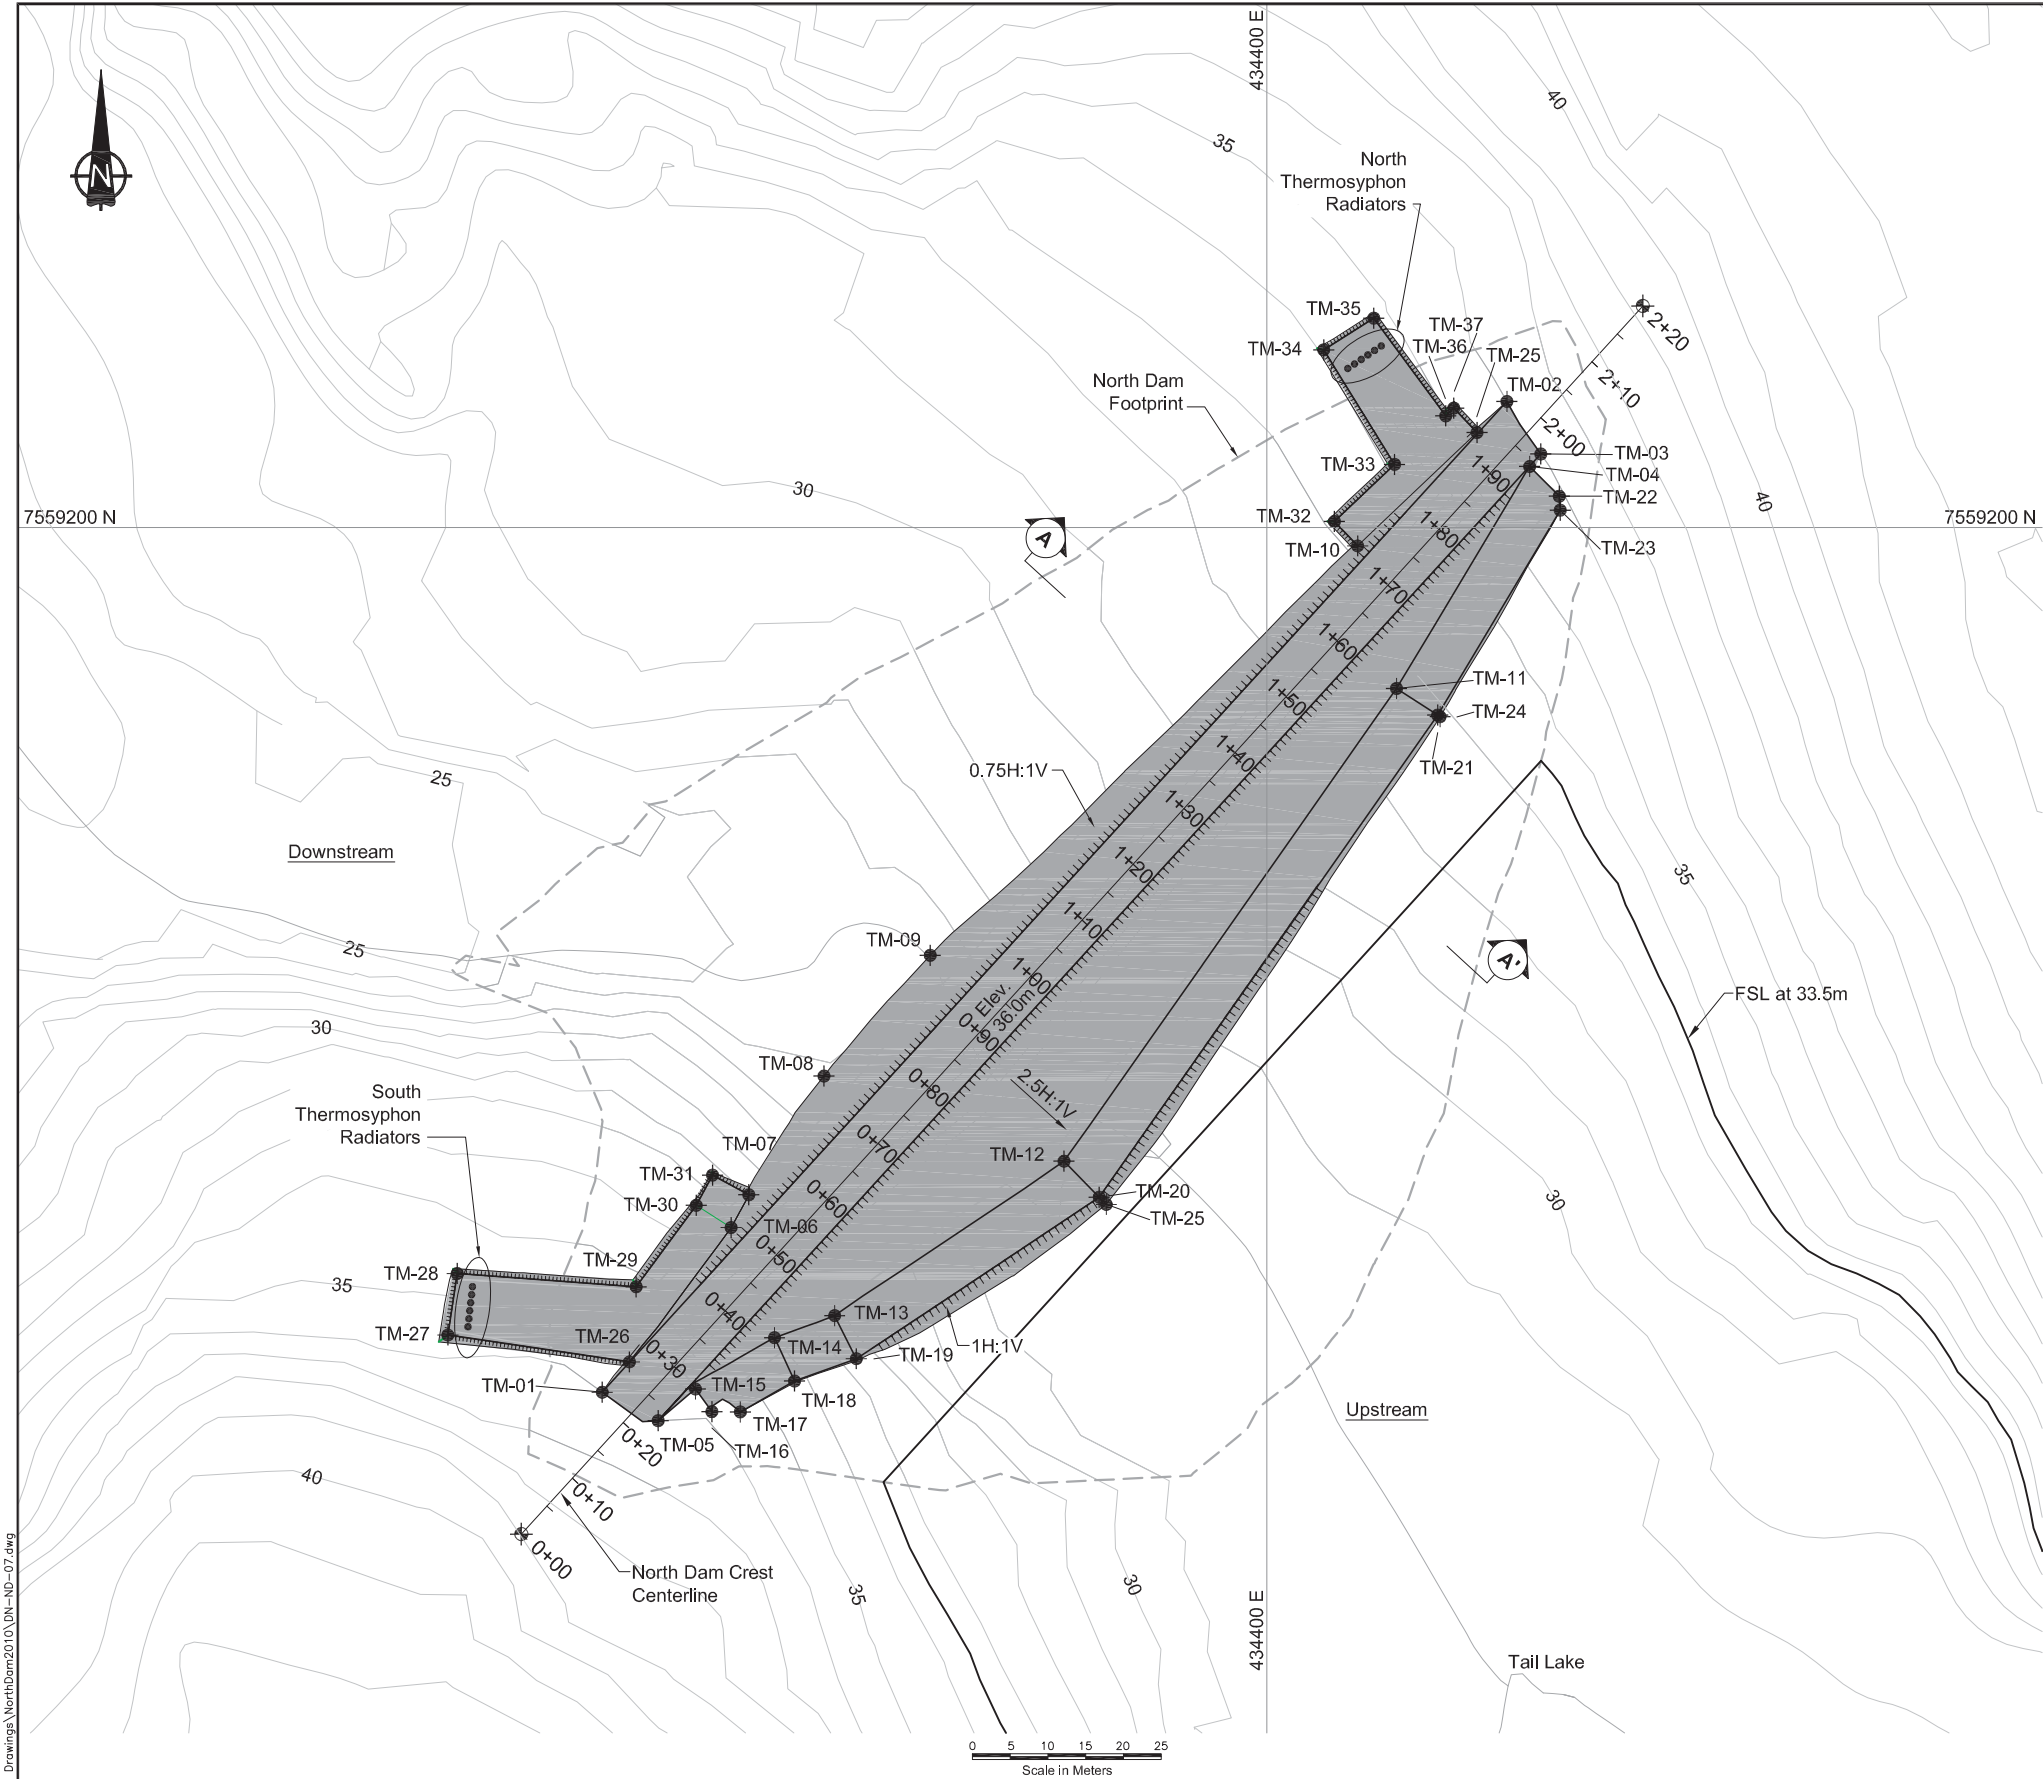 434400 E
40
35
North
Thermosyphon
Radiators
N
TM-35
2+20
TM-37
TM-36
TM-34
TM-25
2+10
North Dam
Footprint
TM-02
2+00
TM-03
TM-33
1+90
TM-04
30
40
TM-22
7559200 N
7559200 N
TM-32
A
1+80
TM-10
TM-23
1+70
1+60
TM-11
1+50
TM-24
1+40
25
0.75H:1V
TM-21
1+30
Downstream
1+20
35
1+10
25
TM-09
A'
1+00
Elev.
36.0m
FSL at 33.5m
30
0+90
TM-08
0+80
2.5H:1V
South
Thermosyphon
Radiators
TM-07
0+70
TM-12
TM-31
TM-20
30
TM-30
0+60
TM-25
TM-06
TM-29
0+50
TM-28
35
0+40
TM-13
TM-27
TM-26
TM-14
1H:1V
0+30
TM-19
TM-01
TM-15
TM-18
Upstream
TM-17
0+20
TM-05
TM-16
40
0+10
0+00
North Dam Crest
Centerline
35
30
434400 E
Tail Lake
0 5 10 15 20 25
Scale in Meters
Drawings\NorthDam2010\DN-ND-07.dwg